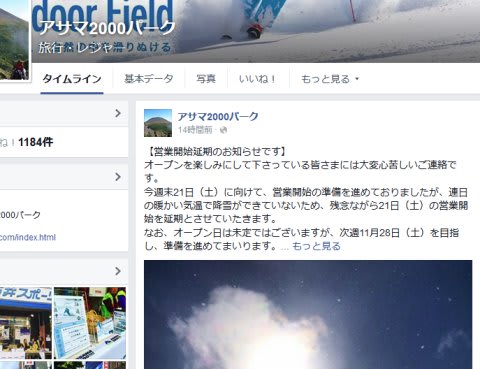 door Field
アサマ2000パーク
旅行・レジャー
滑りぬける
タイムライン 基本データ 写真 いいね！ もっと見る
ね！1184件
2000パーク
com/index.html
アサマ2000パーク
14時間前
【営業開始延期のお知らせです】
オープンを楽しみにして下さっている皆さまには大変心苦しいご連絡で
す。
今週末21日（土）に向けて、営業開始の準備を進めておりましたが、連日
の暖かい気温で降雪ができていないため、残念ながら21日（土）の営業開
始を延期とさせていたきます。
なお、オープン日は未定ではございますが、次週11月28日（土）を目指
し、準備を進めてまいります。... もっと見る
井スポーツ